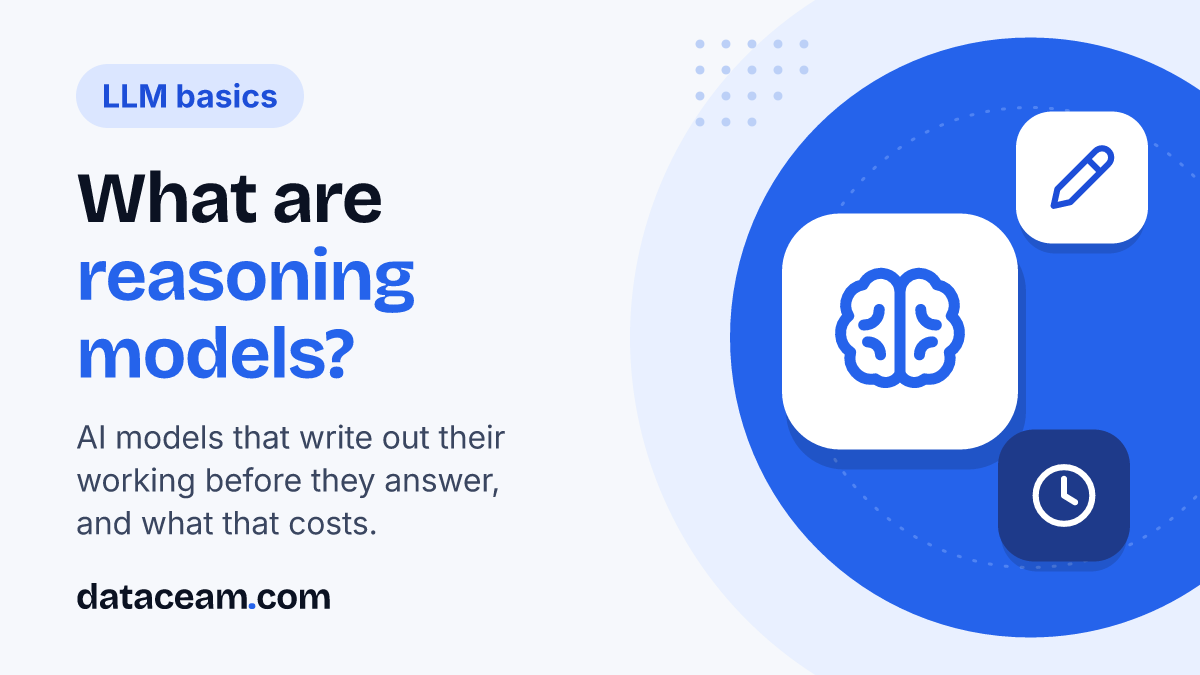 LLM basics
What are
reasoning
models?
AI models that write out their
working before they answer,
and what that costs.
dataceam.com